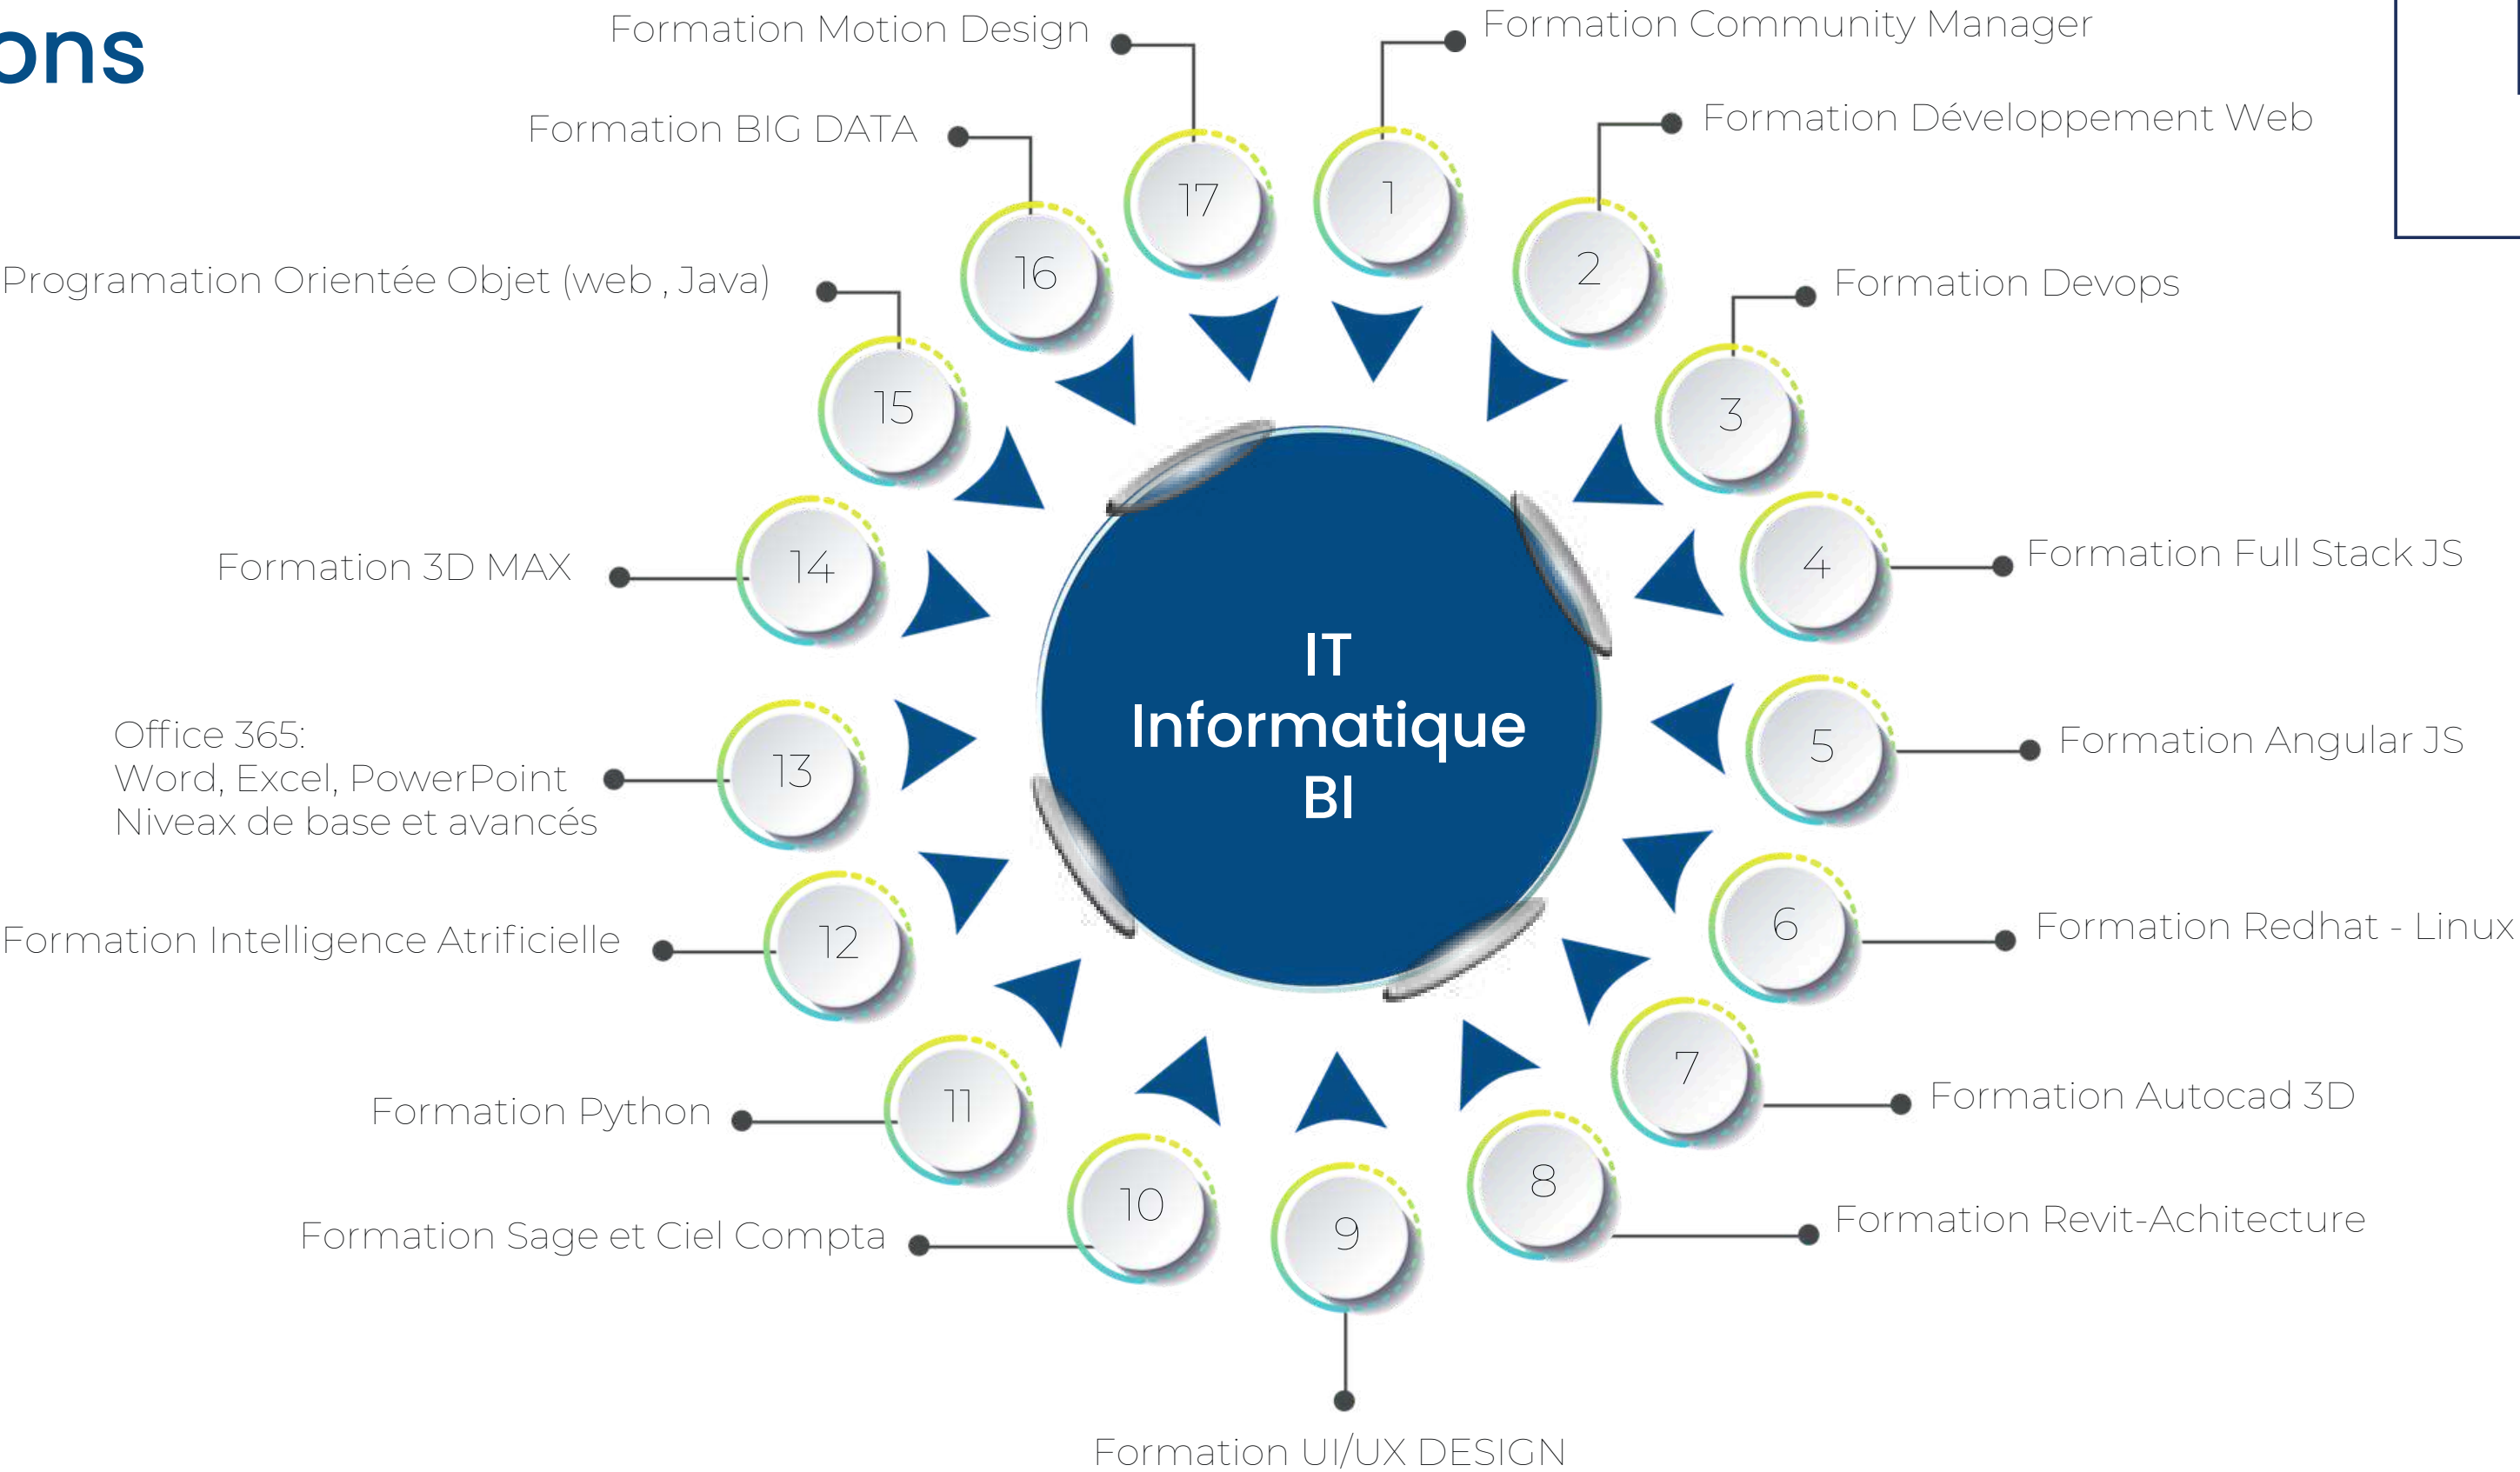 ons
Formation Community Manager
1
Formation Développement Web
2
Formation Devops
3
Formation Full Stack JS
4
Formation Angular JS
5
Formation Redhat - Linux
6
Formation Autocad 3D
7
Formation Revit-Achitecture
8
Formation UI/UX DESIGN
9
Formation Sage et Ciel Compta
10
Formation Python
11
Formation Intelligence Atrificielle
12
Office 365:
Word, Excel, PowerPoint
Niveax de base et avancés
13
Formation 3D MAX
14
Programation Orientée Objet (web , Java)
15
Formation BIG DATA
16
Formation Motion Design
17
IT
Informatique
BI